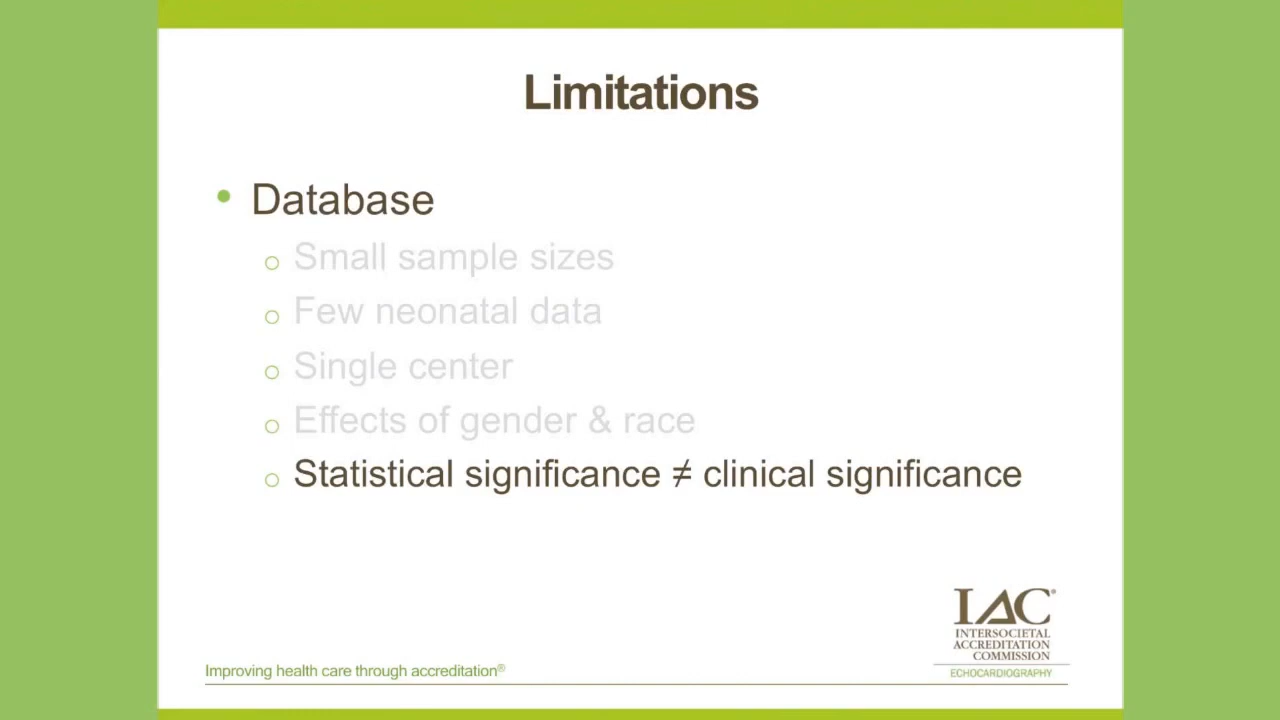 Limitations
• Database
o Small sample sizes
o Few neonatal data
o Single center
o Effects of gender & race
o Statistical significance ≠ clinical significance
IAC®
INTERSOCIETAL
ACCREDITATION
COMMISSION
ECHOCARDIOGRAPHY
Improving health care through accreditation®